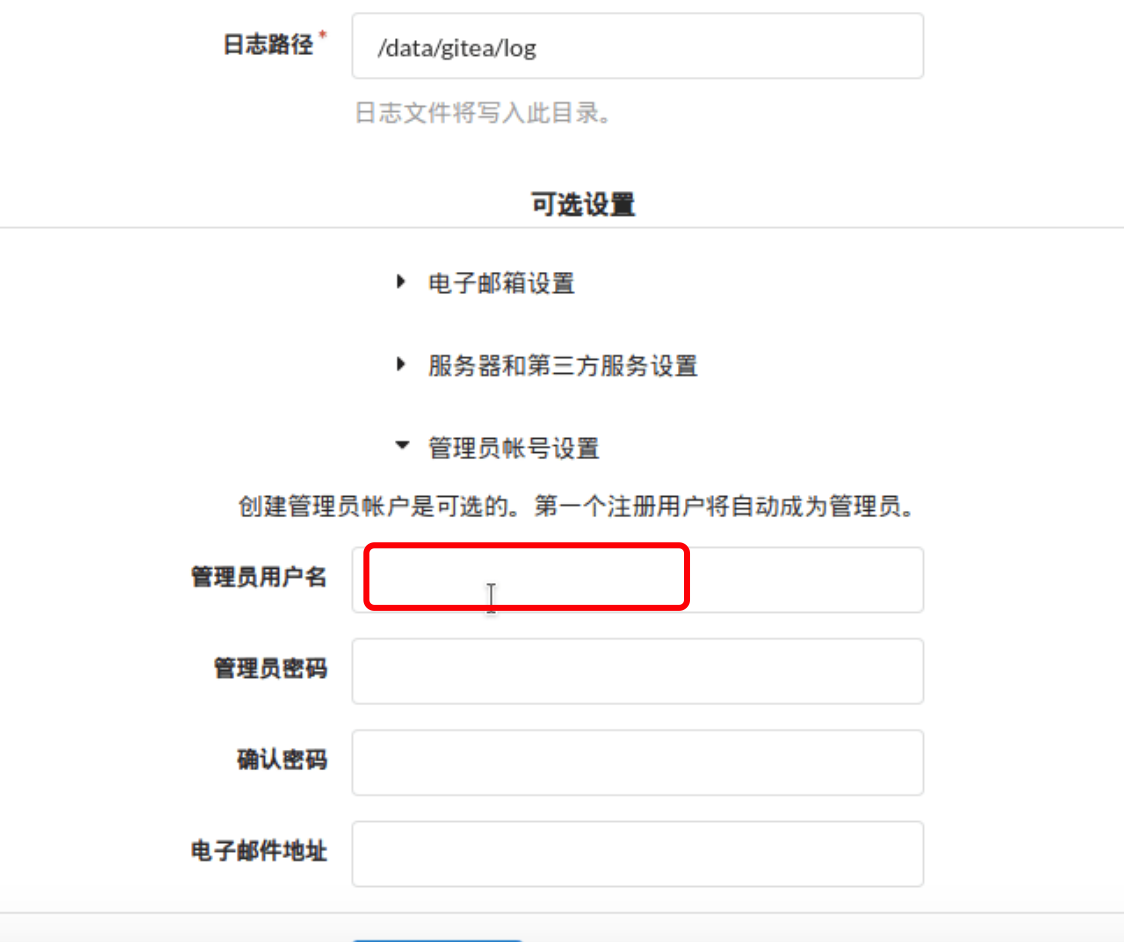 日志路径*
/data/gitea/log
日志文件将写入此目录。
可选设置
电子邮箱设置
服务器和第三方服务设置
管理员帐号设置
创建管理员帐户是可选的。第一个注册用户将自动成为管理员。
管理员用户名
管理员密码
确认密码
电子邮件地址